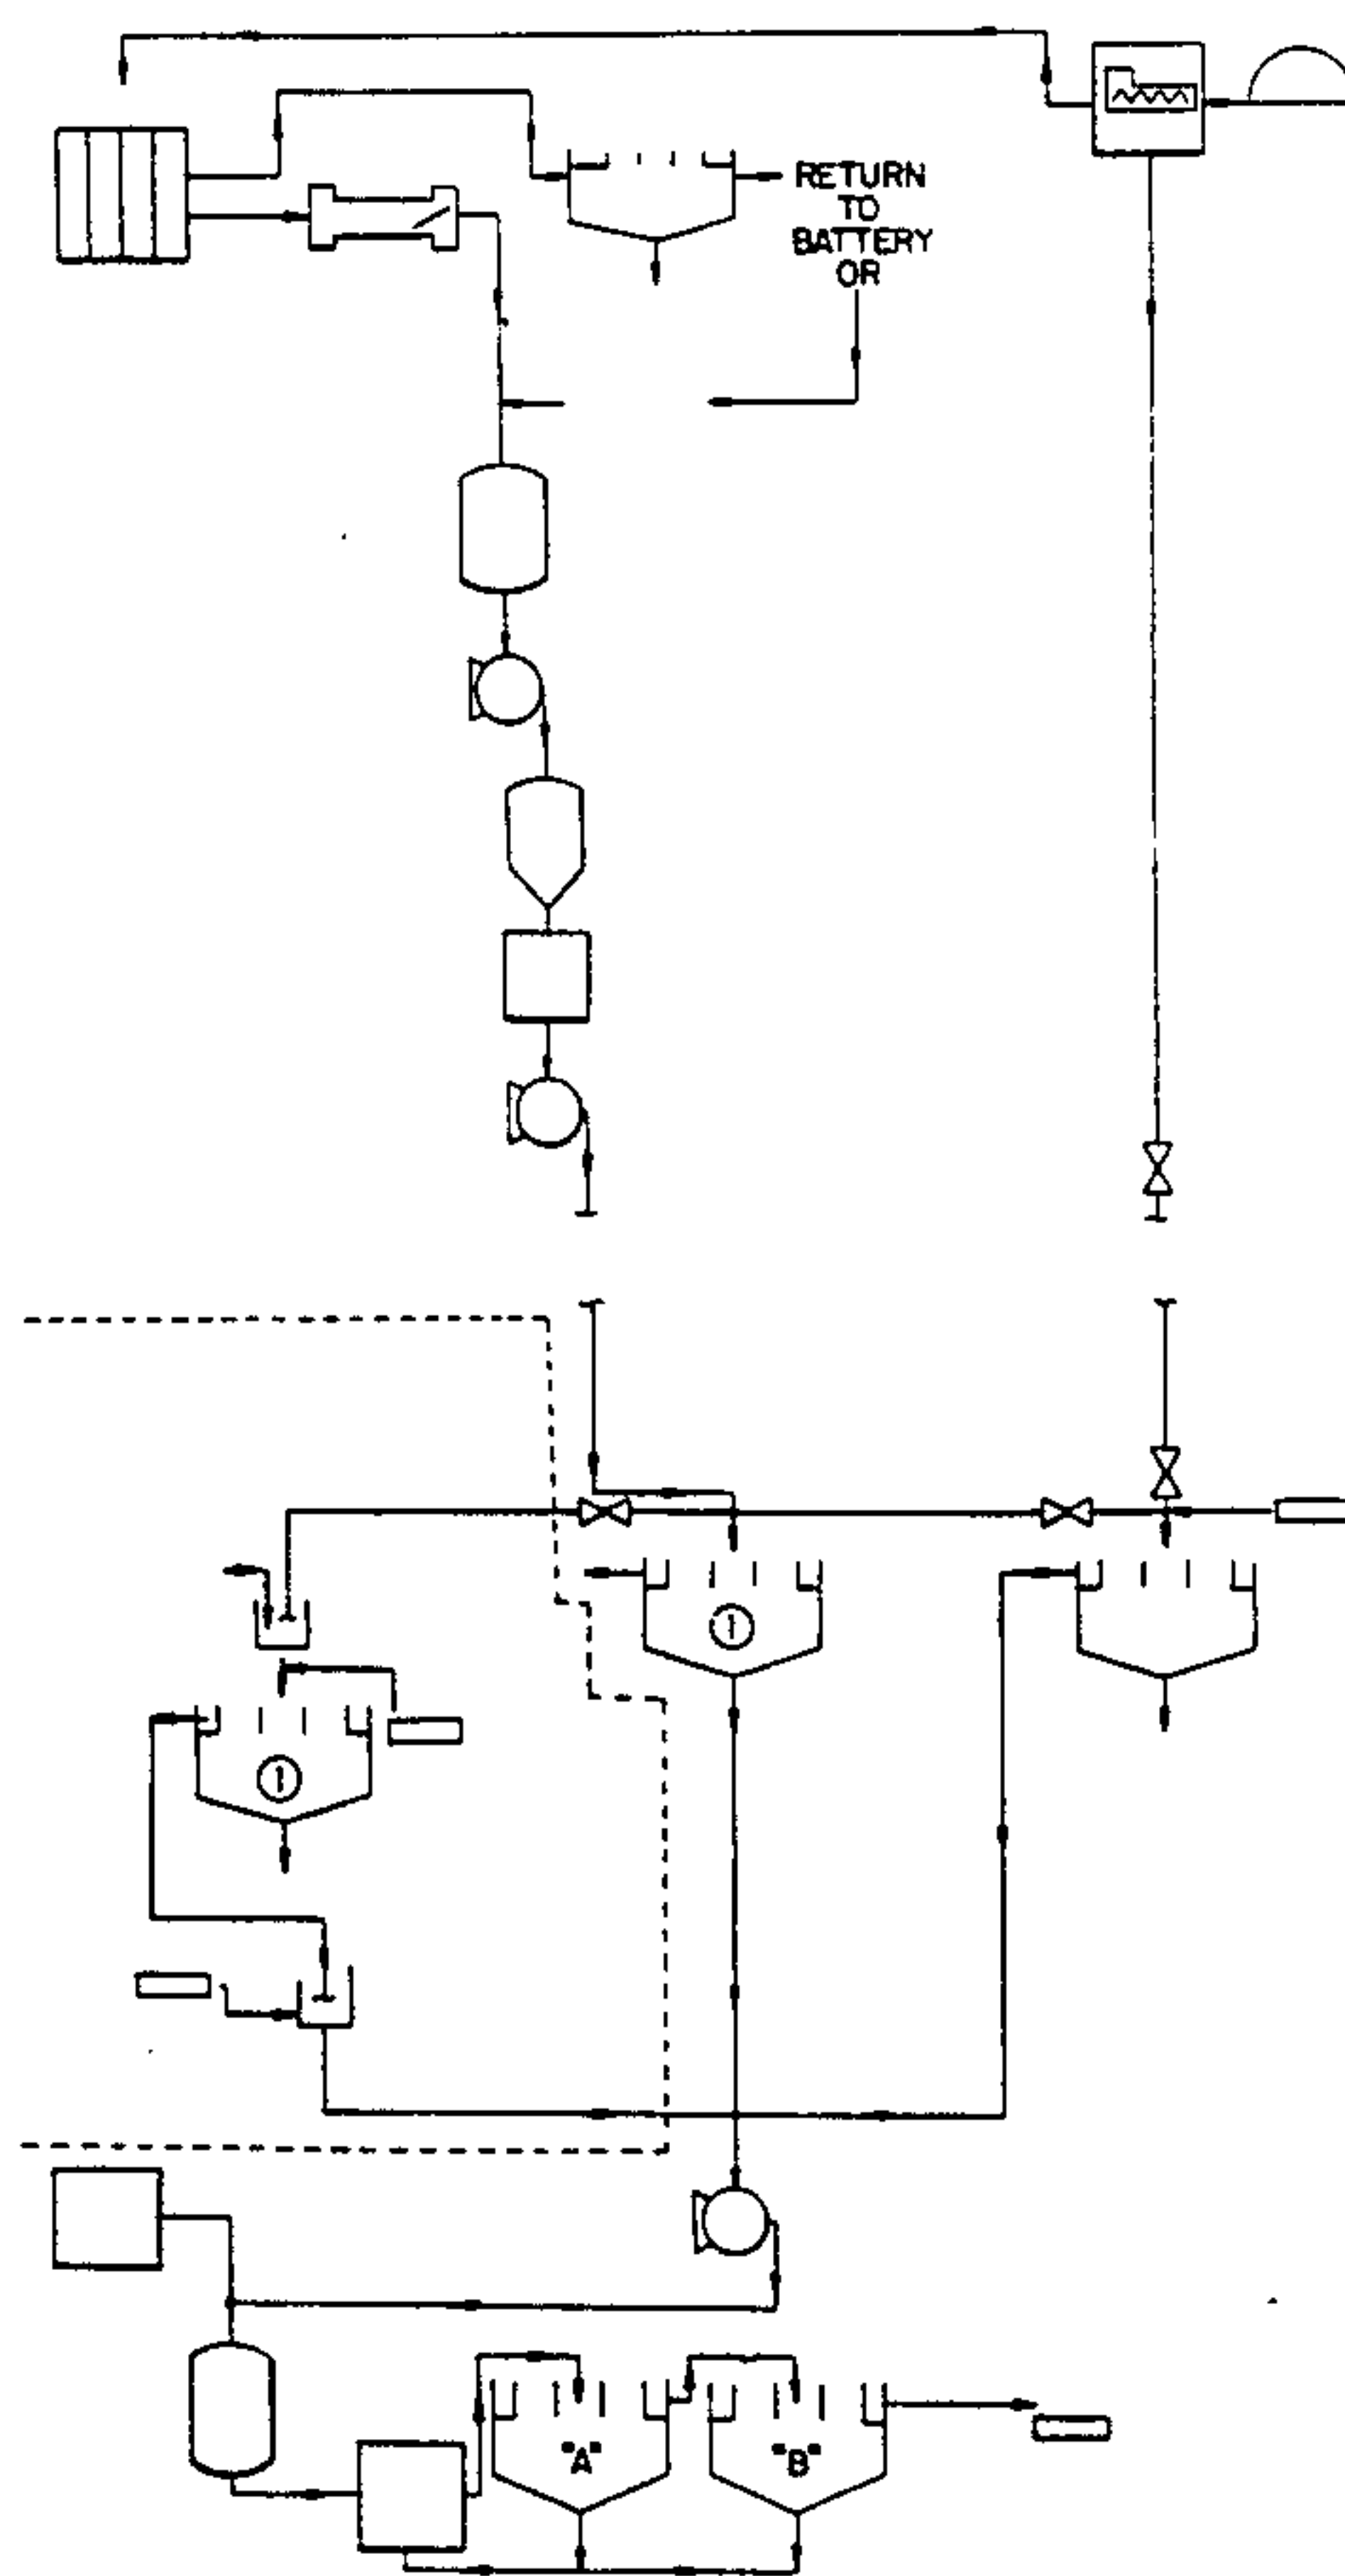 RETURN
TO
BATTERY
OR
1
1
"A"
"B"